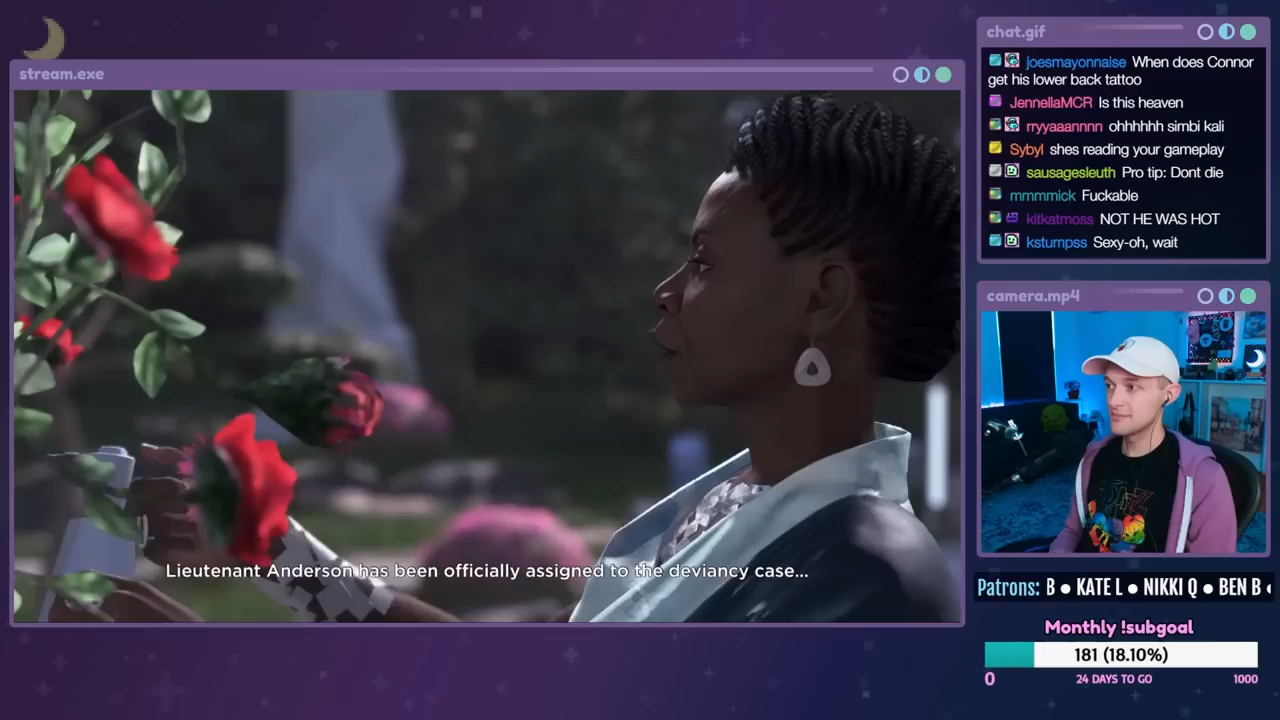 stream.exe
Lieutenant Anderson has been officially assigned to the deviancy case...
chat.gif
joesmayonnaise When does Connor
get his lower back tattoo
JennellaMCR Is this heaven
rryyaaannnn ohhhhhh simbi kali
Sybyl shes reading your gameplay
sausagesleuth Pro tip: Dont die
mmmmick Fuckable
kitkatmoss NOT HE WAS HOT
kstumpss Sexy-oh, wait
camera.mp4
Patrons: B ● KATE L ● NIKKI Q ● BEN B
Monthly !subgoal
181 (18.10%)
0 24 DAYS TO GO 1000